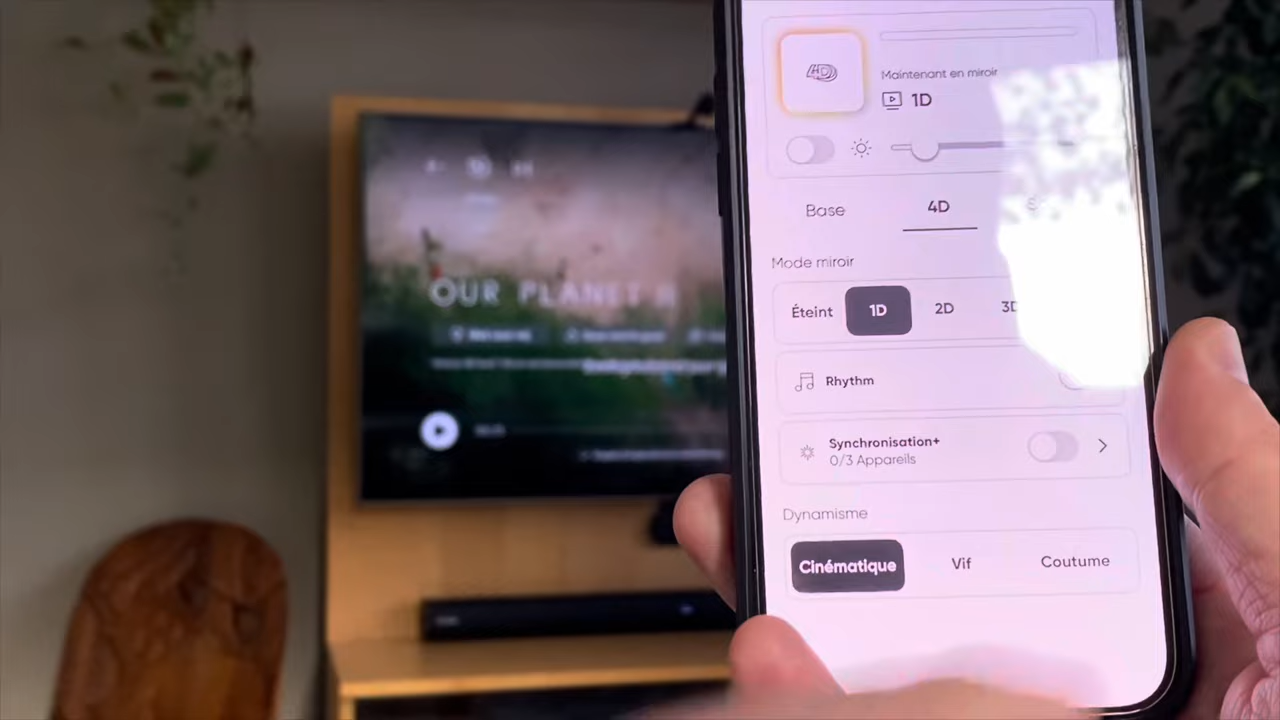 Maintenant en miroir
1D
Base
4D
Mode miroir
Éteint
1D
2D
3D
Rhythm
Synchronisation+
0/3 Appareils
Dynamisme
Cinématique
Vif
Coutume
OUR PLANET II